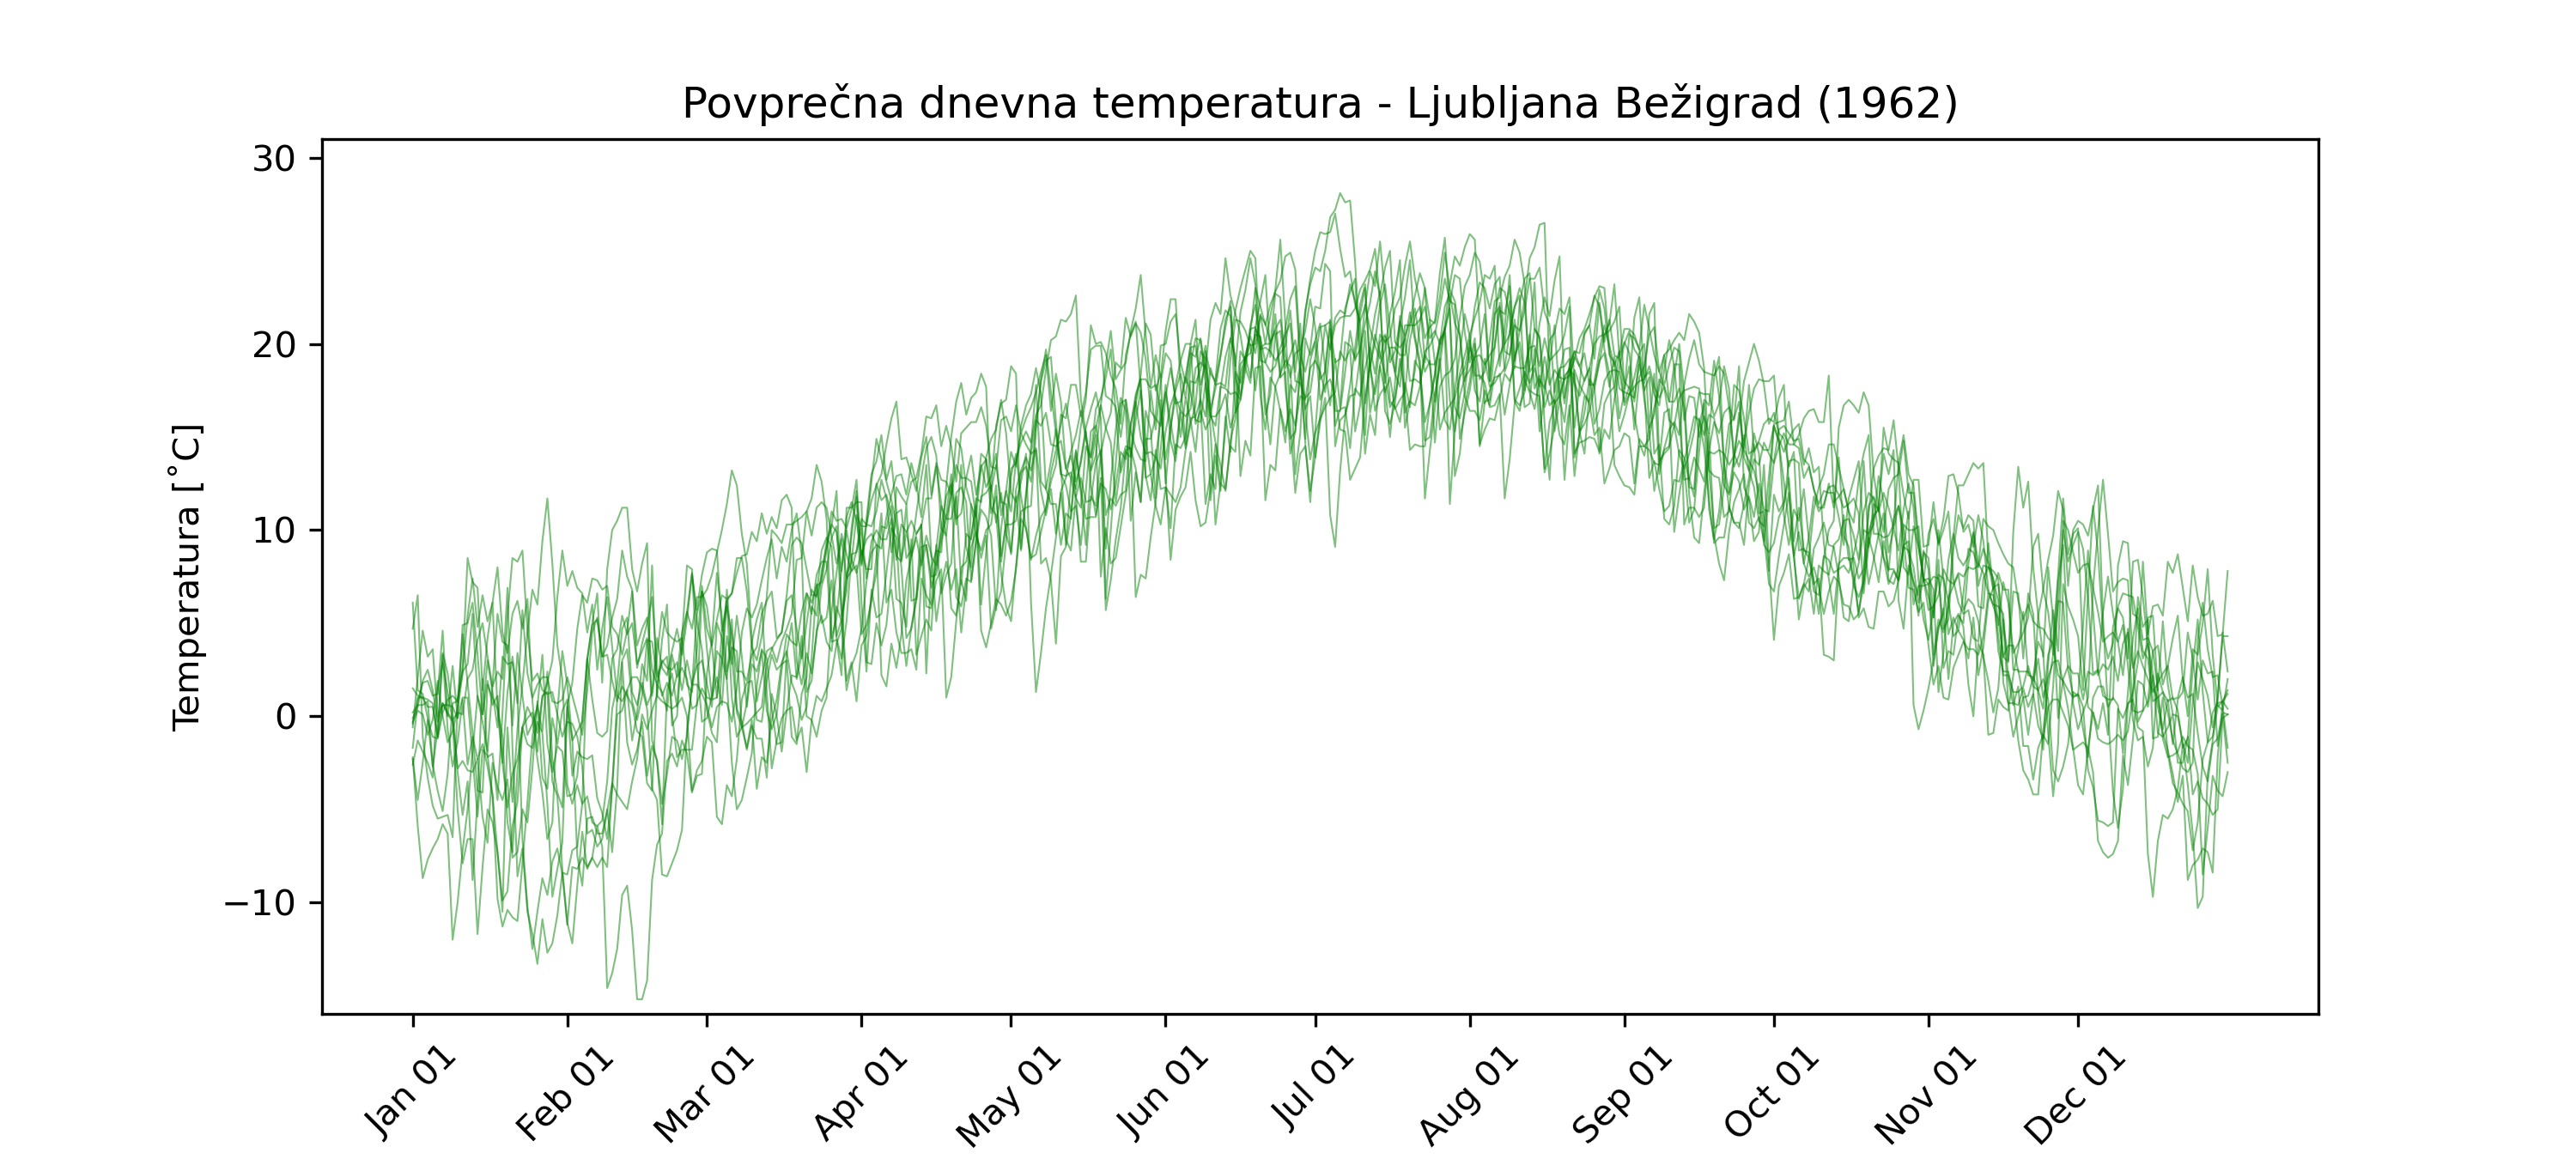 Povprečna dnevna temperatura - Ljubljana Bežigrad (1962)
Temperatura [˚C]
30
20
10
0
−10
Jan 01
Feb 01
Mar 01
Apr 01
May 01
Jun 01
Jul 01
Aug 01
Sep 01
Oct 01
Nov 01
Dec 01